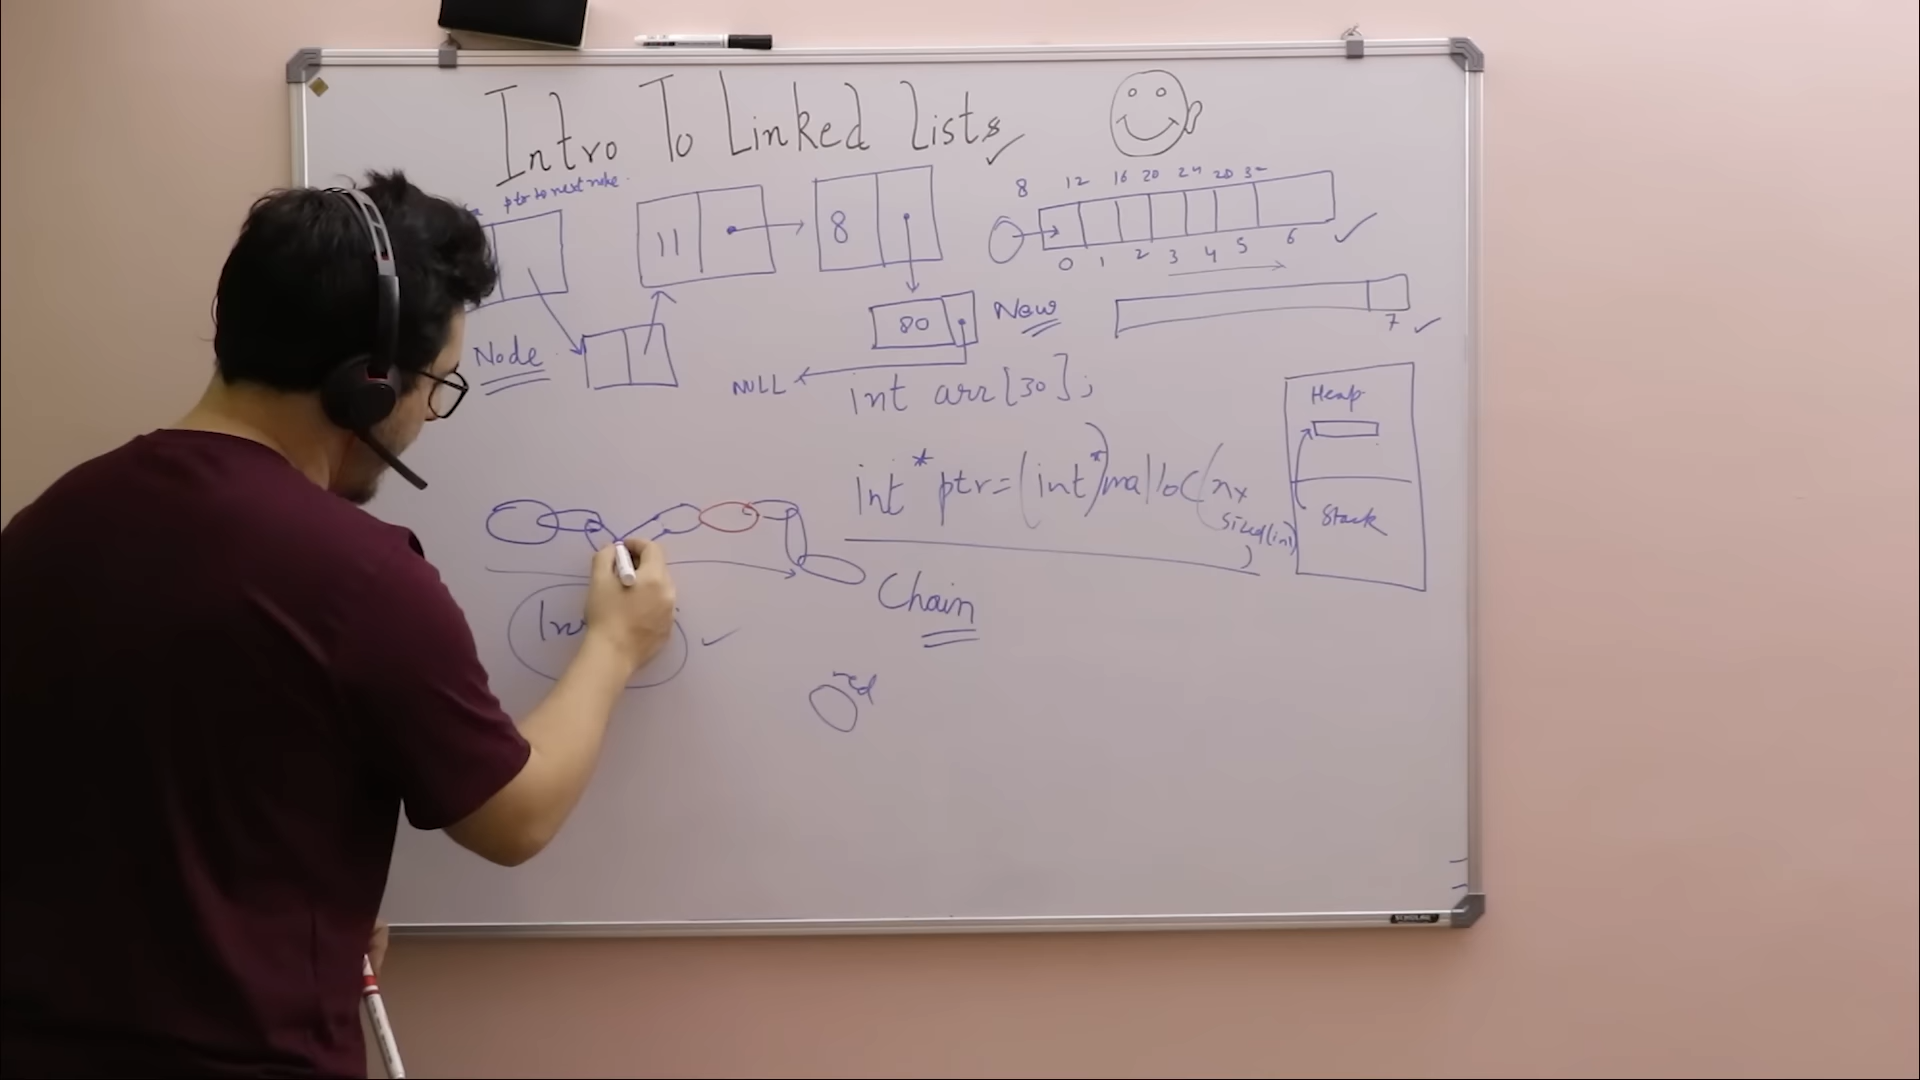 Intro To Linked Lists
ptr to next node.
8 12 16 20 24 28 32
11
8
0 1 2 3 4 5 6
80
New
7
Node
NULL
int arr[30];
Heap
int* ptr=(int*)malloc(nx
sizeof(int)
)
Stack
Chain
red